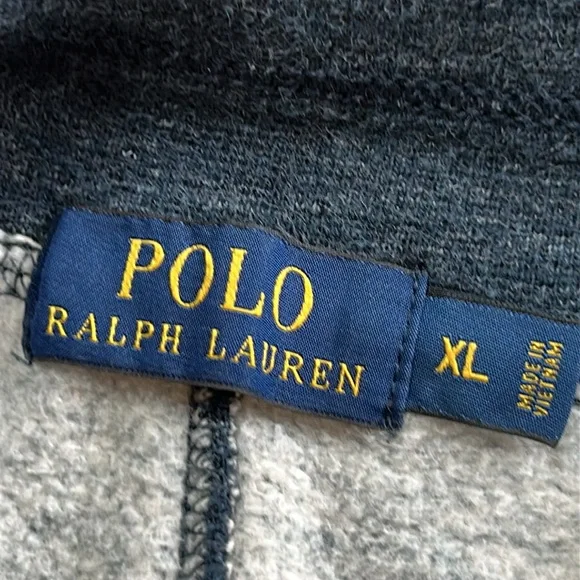 POLO
RALPH LAUREN
XL
MADE IN
VIETNAM